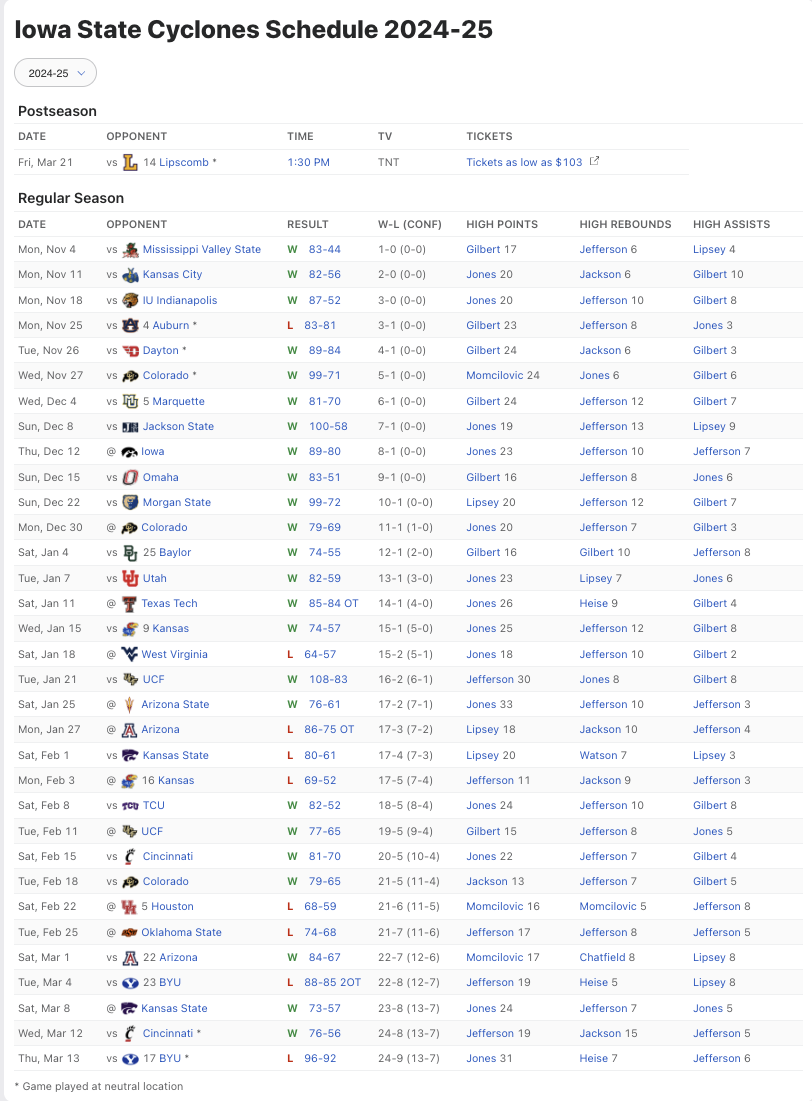 Iowa State Cyclones Schedule 2024-25
2024-25
Postseason
DATE OPPONENT TIME TV TICKETS
Fri, Mar 21 vs 14 Lipscomb * 1:30 PM TNT Tickets as low as $103
Regular Season
DATE OPPONENT RESULT W-L (CONF) HIGH POINTS HIGH REBOUNDS HIGH ASSISTS
Mon, Nov 4 vs Mississippi Valley State W 83-44 1-0 (0-0) Gilbert 17 Jefferson 6 Lipsey 4
Mon, Nov 11 vs Kansas City W 82-56 2-0 (0-0) Jones 20 Jackson 6 Gilbert 10
Mon, Nov 18 vs IU Indianapolis W 87-52 3-0 (0-0) Jones 20 Jefferson 10 Gilbert 8
Mon, Nov 25 vs 4 Auburn * L 83-81 3-1 (0-0) Gilbert 23 Jefferson 8 Jones 3
Tue, Nov 26 vs Dayton * W 89-84 4-1 (0-0) Gilbert 24 Jackson 6 Gilbert 3
Wed, Nov 27 vs Colorado * W 99-71 5-1 (0-0) Momcilovic 24 Jones 6 Gilbert 6
Wed, Dec 4 vs 5 Marquette W 81-70 6-1 (0-0) Gilbert 24 Jefferson 12 Gilbert 7
Sun, Dec 8 vs Jackson State W 100-58 7-1 (0-0) Jones 19 Jefferson 13 Lipsey 9
Thu, Dec 12 @ Iowa W 89-80 8-1 (0-0) Jones 23 Jefferson 10 Jefferson 7
Sun, Dec 15 vs Omaha W 83-51 9-1 (0-0) Gilbert 16 Jefferson 8 Jones 6
Sun, Dec 22 vs Morgan State W 99-72 10-1 (0-0) Lipsey 20 Jefferson 12 Gilbert 7
Mon, Dec 30 @ Colorado W 79-69 11-1 (1-0) Jones 20 Jefferson 7 Gilbert 3
Sat, Jan 4 vs 25 Baylor W 74-55 12-1 (2-0) Gilbert 16 Gilbert 10 Jefferson 8
Tue, Jan 7 vs Utah W 82-59 13-1 (3-0) Jones 23 Lipsey 7 Jones 6
Sat, Jan 11 @ Texas Tech W 85-84 OT 14-1 (4-0) Jones 26 Heise 9 Gilbert 4
Wed, Jan 15 vs 9 Kansas W 74-57 15-1 (5-0) Jones 25 Jefferson 12 Gilbert 8
Sat, Jan 18 @ West Virginia L 64-57 15-2 (5-1) Jones 18 Jefferson 10 Gilbert 2
Tue, Jan 21 vs UCF W 108-83 16-2 (6-1) Jefferson 30 Jones 8 Gilbert 8
Sat, Jan 25 @ Arizona State W 76-61 17-2 (7-1) Jones 33 Jefferson 10 Jefferson 3
Mon, Jan 27 @ Arizona L 86-75 OT 17-3 (7-2) Lipsey 18 Jackson 10 Jefferson 4
Sat, Feb 1 vs Kansas State L 80-61 17-4 (7-3) Lipsey 20 Watson 7 Lipsey 3
Mon, Feb 3 @ 16 Kansas L 69-52 17-5 (7-4) Jefferson 11 Jackson 9 Jefferson 3
Sat, Feb 8 vs TCU TCU W 82-52 18-5 (8-4) Jones 24 Jefferson 10 Gilbert 8
Tue, Feb 11 @ UCF W 77-65 19-5 (9-4) Gilbert 15 Jefferson 8 Jones 5
Sat, Feb 15 vs Cincinnati W 81-70 20-5 (10-4) Jones 22 Jefferson 7 Gilbert 4
Tue, Feb 18 vs Colorado W 79-65 21-5 (11-4) Jackson 13 Jefferson 7 Gilbert 5
Sat, Feb 22 @ 5 Houston L 68-59 21-6 (11-5) Momcilovic 16 Momcilovic 5 Jefferson 8
Tue, Feb 25 @ Oklahoma State L 74-68 21-7 (11-6) Jefferson 17 Jefferson 8 Jefferson 5
Sat, Mar 1 vs 22 Arizona W 84-67 22-7 (12-6) Momcilovic 17 Chatfield 8 Lipsey 8
Tue, Mar 4 vs 23 BYU L 88-85 2OT 22-8 (12-7) Jefferson 19 Heise 5 Lipsey 8
Sat, Mar 8 @ Kansas State W 73-57 23-8 (13-7) Jones 24 Jefferson 7 Jones 5
Wed, Mar 12 vs Cincinnati * W 76-56 24-8 (13-7) Jefferson 19 Jackson 15 Jefferson 5
Thu, Mar 13 vs 17 BYU * L 96-92 24-9 (13-7) Jones 31 Heise 7 Jefferson 6
* Game played at neutral location